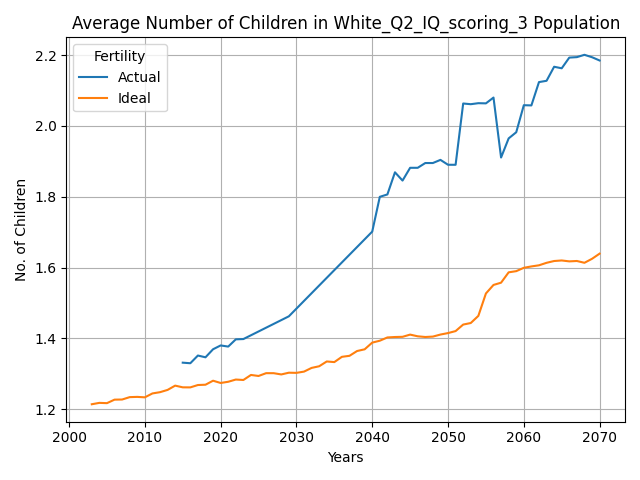 Average Number of Children in White_Q2_IQ_scoring_3 Population
Fertility
Actual
Ideal
No. of Children
2.2
2.0
1.8
1.6
1.4
1.2
2000 2010 2020 2030 2040 2050 2060 2070
Years